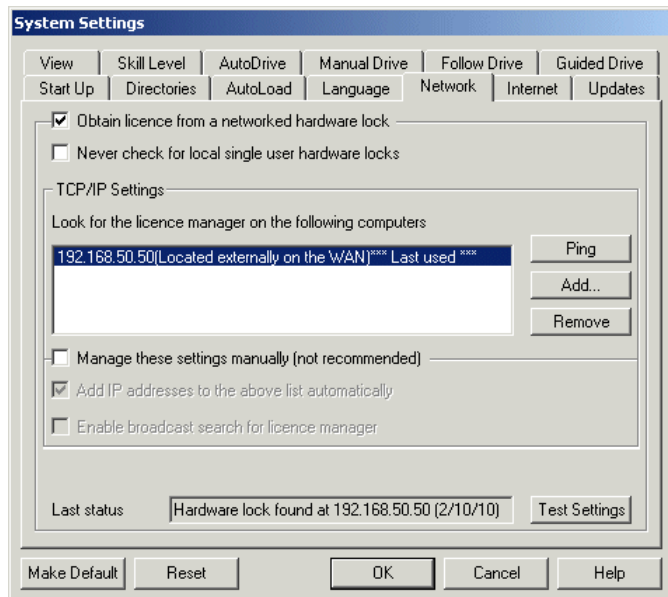 System Settings
View Skill Level AutoDrive Manual Drive Follow Drive Guided Drive
Start Up Directories AutoLoad Language Network Internet Updates
Obtain licence from a networked hardware lock
Never check for local single user hardware locks
TCP/IP Settings
Look for the licence manager on the following computers
192.168.50.50(Located externally on the WAN)*** Last used ***
Ping
Add...
Remove
Manage these settings manually (not recommended)
Add IP addresses to the above list automatically
Enable broadcast search for licence manager
Last status Hardware lock found at 192.168.50.50 (2/10/10) Test Settings
Make Default Reset OK Cancel Help